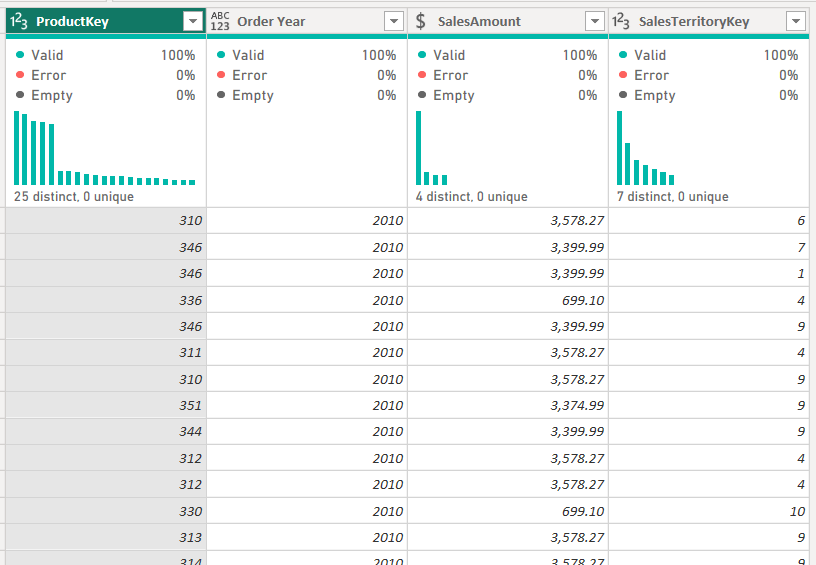 1²3 ProductKey ABC 123 Order Year $ SalesAmount 1²3 SalesTerritoryKey
Valid 100% Valid 100% Valid 100% Valid 100%
Error 0% Error 0% Error 0% Error 0%
Empty 0% Empty 0% Empty 0% Empty 0%
25 distinct, 0 unique 4 distinct, 0 unique 7 distinct, 0 unique
310 2010 3,578.27 6
346 2010 3,399.99 7
346 2010 3,399.99 1
336 2010 699.10 4
346 2010 3,399.99 9
311 2010 3,578.27 4
310 2010 3,578.27 9
351 2010 3,374.99 9
344 2010 3,399.99 9
312 2010 3,578.27 4
312 2010 3,578.27 4
330 2010 699.10 10
313 2010 3,578.27 9
314 2010 3,578.27 9